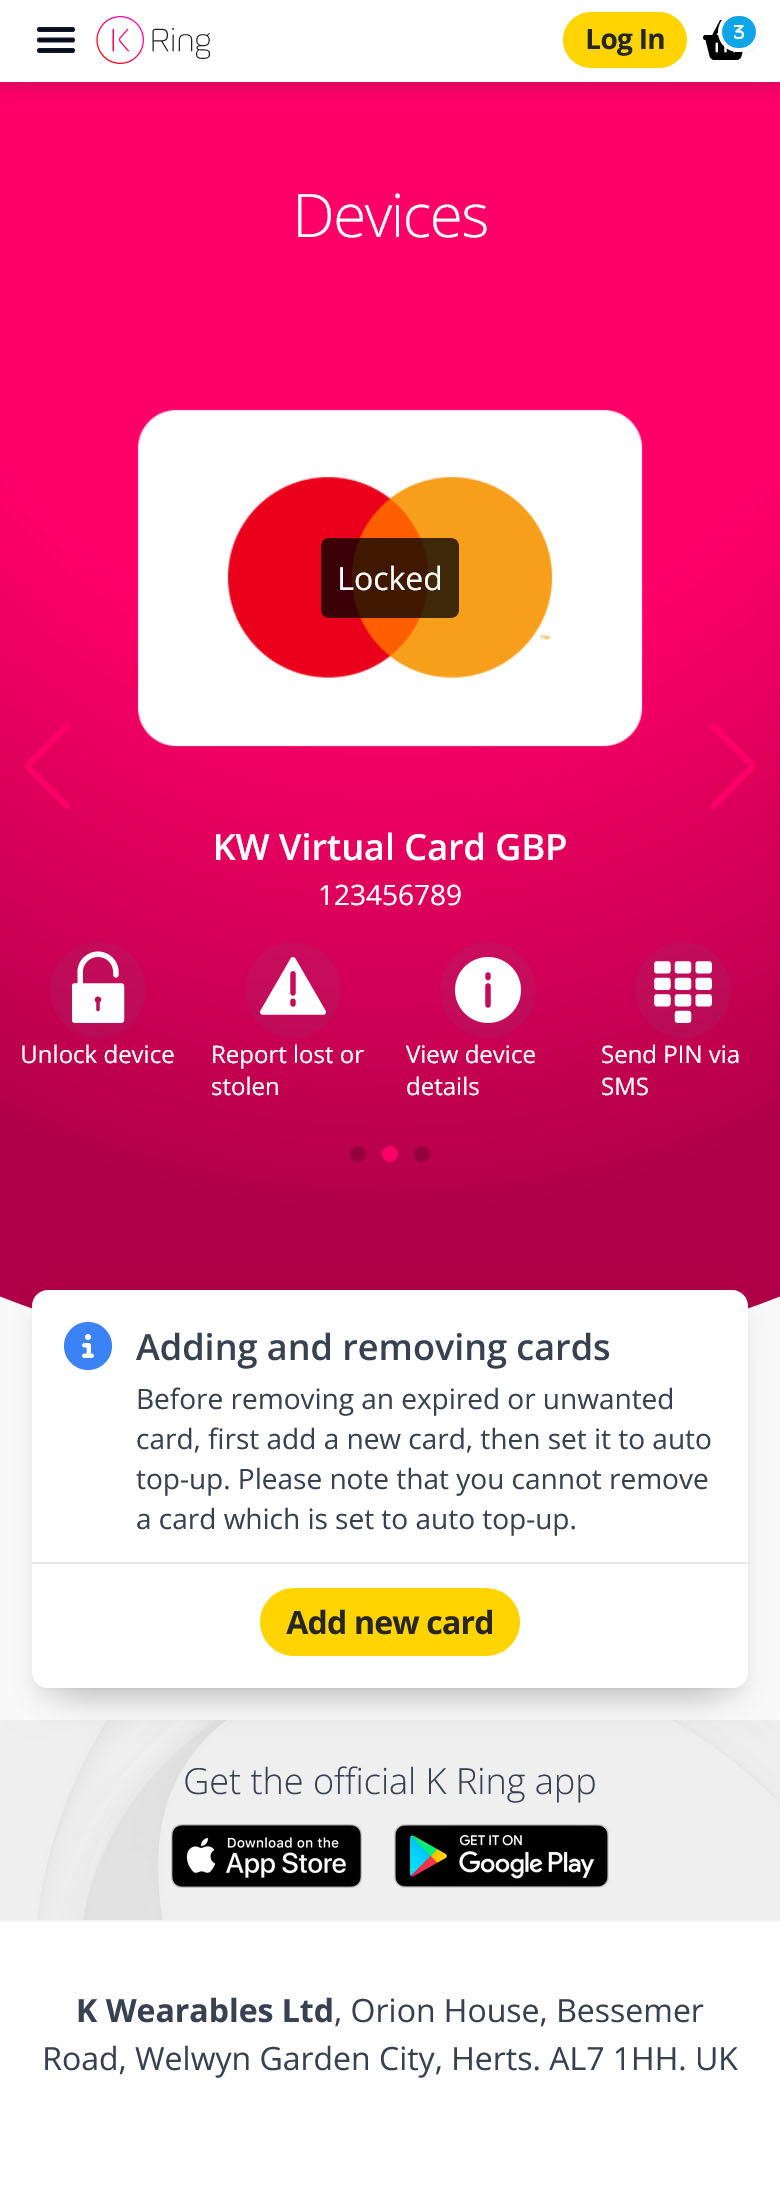 K Ring
Log In
3
Devices
Locked
™
KW Virtual Card GBP
123456789
Unlock device
Report lost or
stolen
View device
details
Send PIN via
SMS
Adding and removing cards
Before removing an expired or unwanted
card, first add a new card, then set it to auto
top-up. Please note that you cannot remove
a card which is set to auto top-up.
Add new card
Get the official K Ring app
Download on the
App Store
GET IT ON
Google Play
K Wearables Ltd, Orion House, Bessemer
Road, Welwyn Garden City, Herts. AL7 1HH. UK